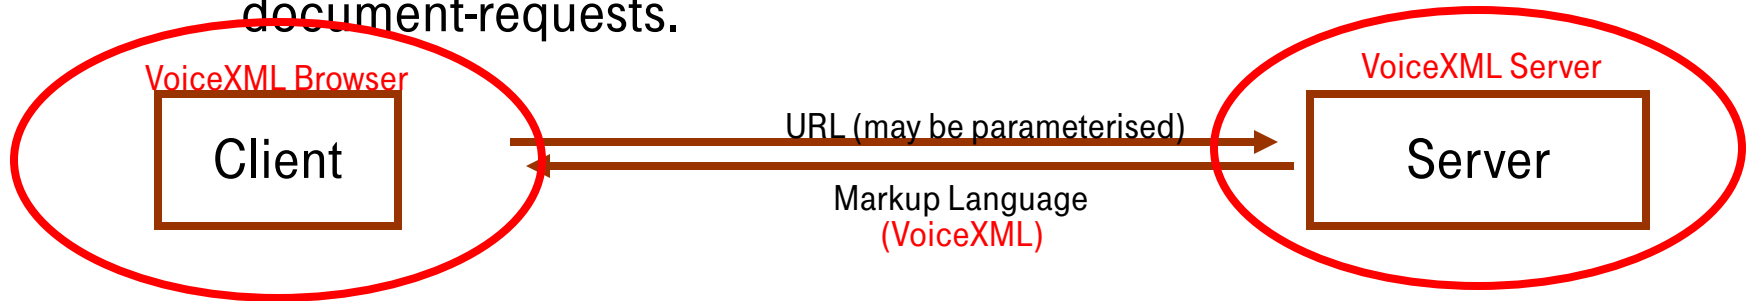 document-requests.
VoiceXML Browser
Client
URL (may be parameterised)
Markup Language
(VoiceXML)
VoiceXML Server
Server